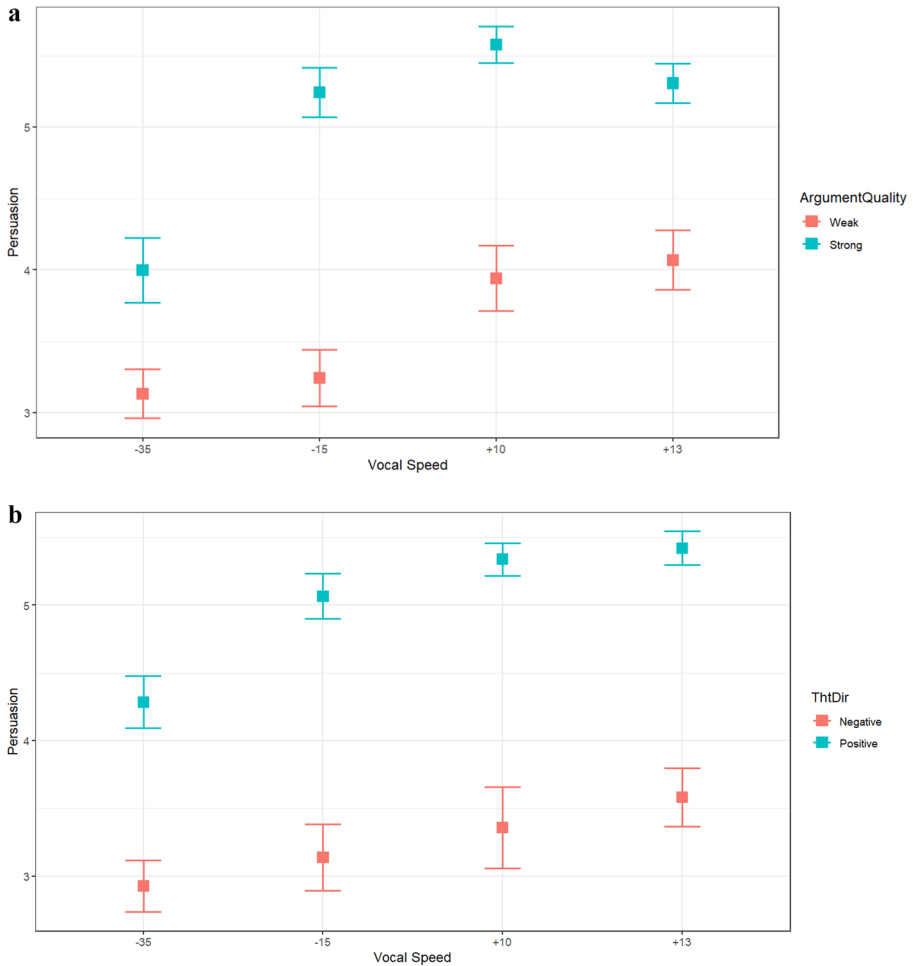 a
Persuasion
5
4
3
-35 -15 +10 +13
Vocal Speed
ArgumentQuality
Weak
Strong
b
Persuasion
5
4
3
-35 -15 +10 +13
Vocal Speed
ThtDir
Negative
Positive